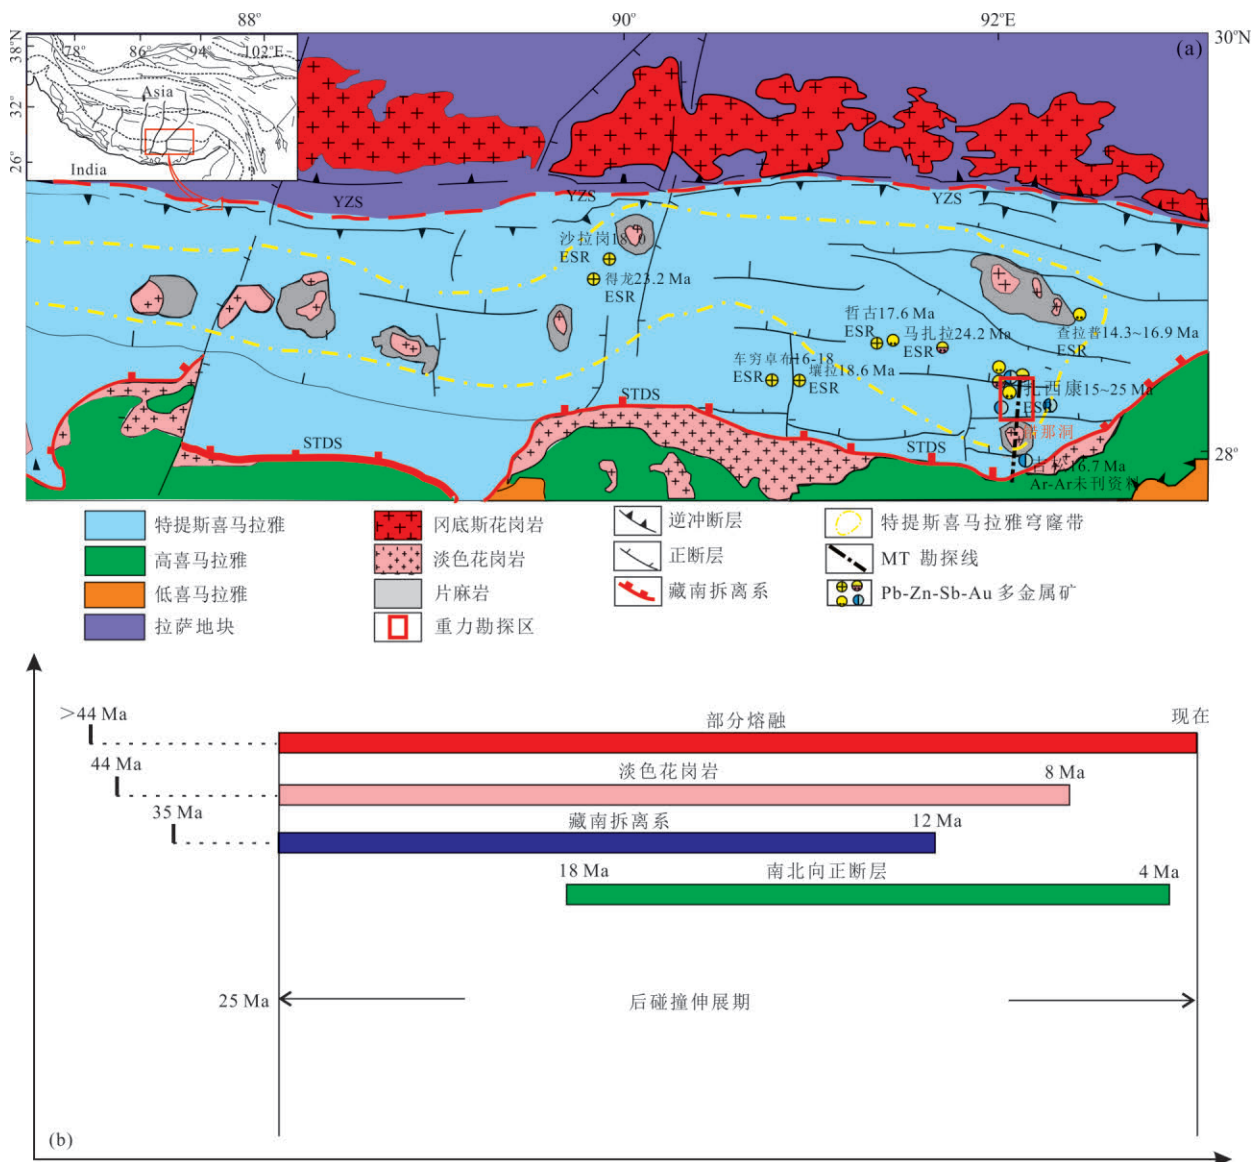 88°
90°
92°E
30°N
(a)
38°N
32°
26°
78°
86°
94°
102°E
Asia
India
YZS
YZS
YZS
沙拉岗18.0
ESR
得龙23.2 Ma
ESR
哲古17.6 Ma
ESR
马扎拉24.2 Ma
ESR
查拉普14.3~16.9 Ma
ESR
车穷卓布16-18
ESR
壤拉18.6 Ma
ESR
扎西康15~25 Ma
ESR
错那洞
吉松16.7 Ma
Ar-Ar未刊资料
STDS
STDS
STDS
28°
特提斯喜马拉雅
高喜马拉雅
低喜马拉雅
拉萨地块
冈底斯花岗岩
淡色花岗岩
片麻岩
重力勘探区
逆冲断层
正断层
藏南拆离系
特提斯喜马拉雅穹窿带
MT 勘探线
Pb-Zn-Sb-Au 多金属矿
>44 Ma
部分熔融
现在
44 Ma
淡色花岗岩
8 Ma
35 Ma
藏南拆离系
12 Ma
18 Ma
南北向正断层
4 Ma
25 Ma
后碰撞伸展期
(b)